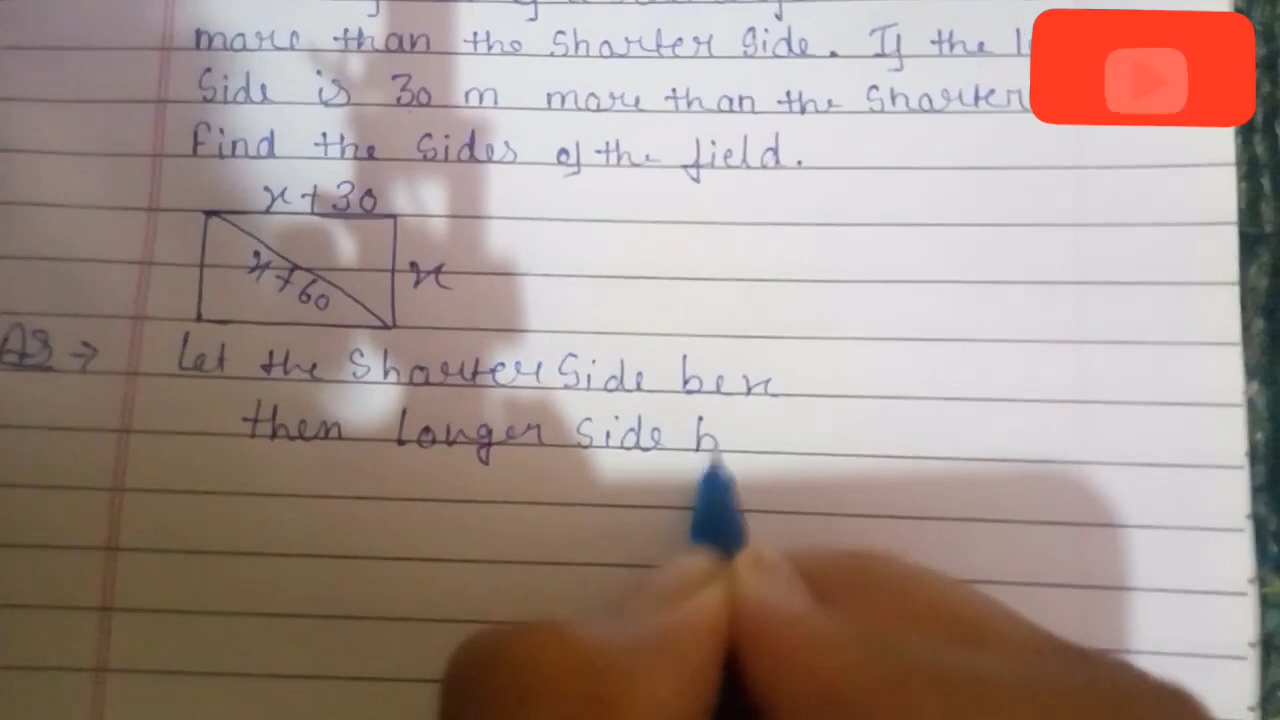 more than the shorter side. If the
Side is 30 m more than the shorter
Find the sides of the field.
x + 30
x + 60
x
As → Let the shorter side be x
then longer side b